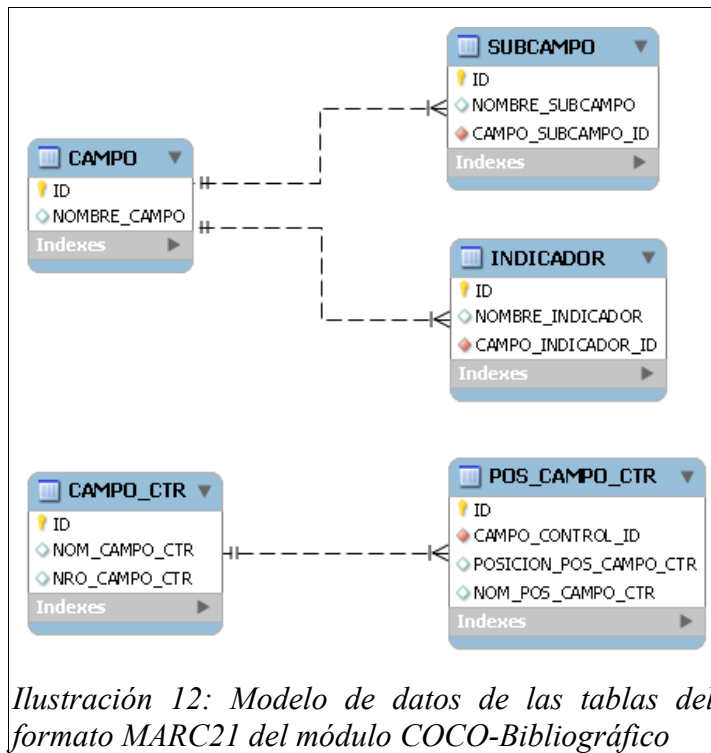 SUBCAMPO
ID
NOMBRE_SUBCAMPO
CAMPO_SUBCAMPO_ID
Indexes
CAMPO
ID
NOMBRE_CAMPO
Indexes
INDICADOR
ID
NOMBRE_INDICADOR
CAMPO_INDICADOR_ID
Indexes
CAMPO_CTR
ID
NOM_CAMPO_CTR
NRO_CAMPO_CTR
Indexes
POS_CAMPO_CTR
ID
CAMPO_CONTROL_ID
POSICION_POS_CAMPO_CTR
NOM_POS_CAMPO_CTR
Indexes
Ilustración 12: Modelo de datos de las tablas del
formato MARC21 del módulo COCO-Bibliográfico